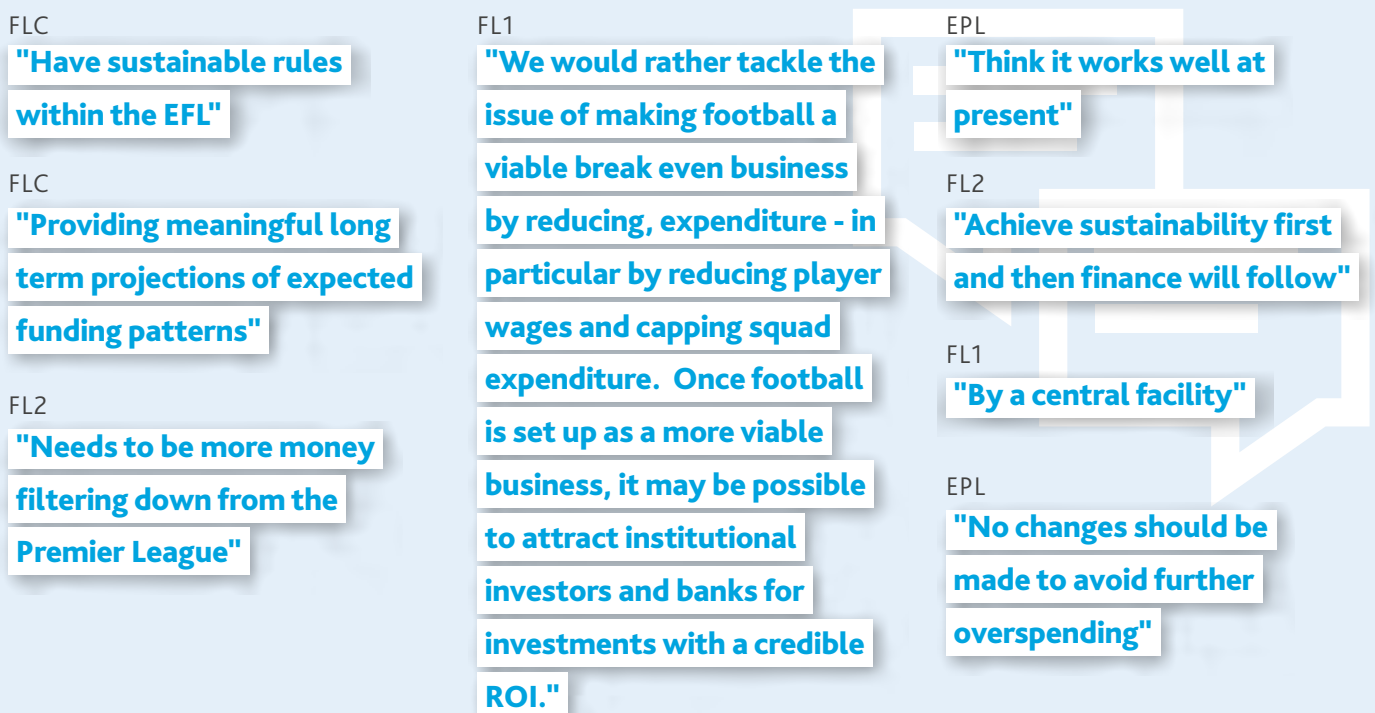 FLC
"Have sustainable rules
within the EFL"
FLC
"Providing meaningful long
term projections of expected
funding patterns"
FL2
"Needs to be more money
filtering down from the
Premier League"
FL1
"We would rather tackle the
issue of making football a
viable break even business
by reducing, expenditure - in
particular by reducing player
wages and capping squad
expenditure. Once football
is set up as a more viable
business, it may be possible
to attract institutional
investors and banks for
investments with a credible
ROI."
EPL
"Think it works well at
present"
FL2
"Achieve sustainability first
and then finance will follow"
FL1
"By a central facility"
EPL
"No changes should be
made to avoid further
overspending"